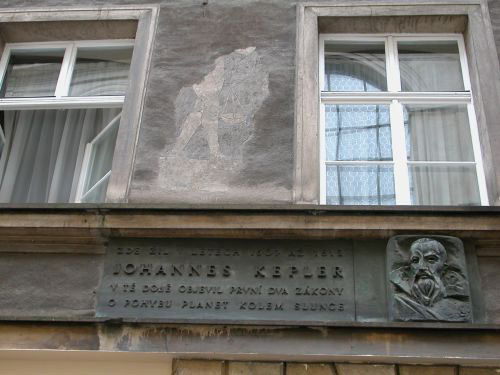 ZDE ŽIL V LETECH 1607 AŽ 1612
JOHANNES KEPLER
V TÉ DOBĚ OBJEVIL PRVNÍ DVA ZÁKONY
O POHYBU PLANET KOLEM SLUNCE